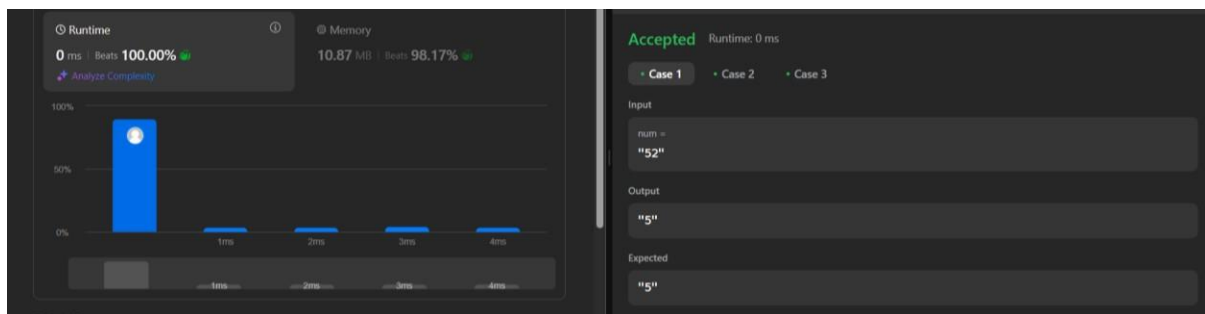 Runtime
0 ms | Beats 100.00%
Analyze Complexity
Memory
10.87 MB | Beats 98.17%
100%
50%
0%
1ms 2ms 3ms 4ms
1ms 2ms 3ms 4ms
Accepted Runtime: 0 ms
• Case 1 • Case 2 • Case 3
Input
num =
"52"
Output
"5"
Expected
"5"